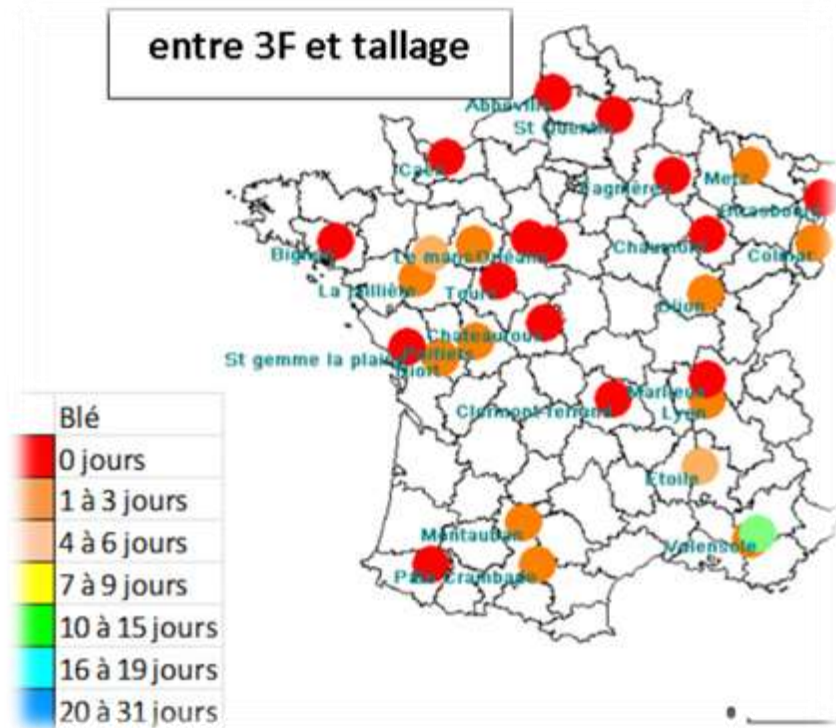 entre 3F et tallage
Abbeville
St Quentin
Caen
Fagnières
Metz
Strasbourg
Bignan
Le mans Orléans
Chaumont
Colmar
La jaillière
Tours
Dijon
Chateauroux
Poitiers
St gemme la plaine
Niort
Marlieux
Clermont-ferrand
Lyon
Etoile
Montauban
Valensole
Pau Crambade
Blé
0 jours
1 à 3 jours
4 à 6 jours
7 à 9 jours
10 à 15 jours
16 à 19 jours
20 à 31 jours